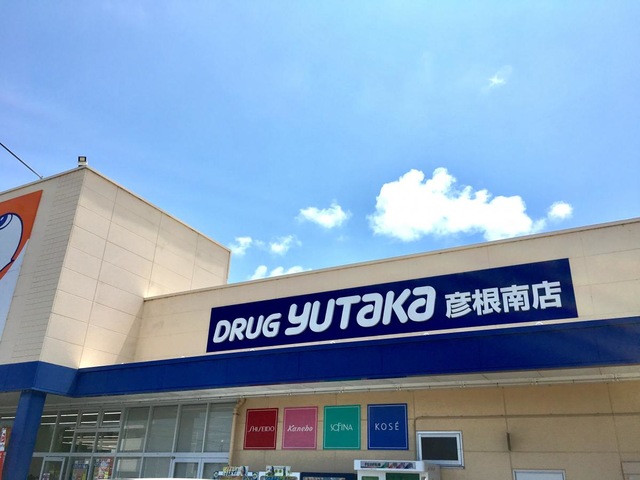 DRUG YUTAKA 彦根南店
SHISEIDO
Kanebo
SOFINA
KOSÉ